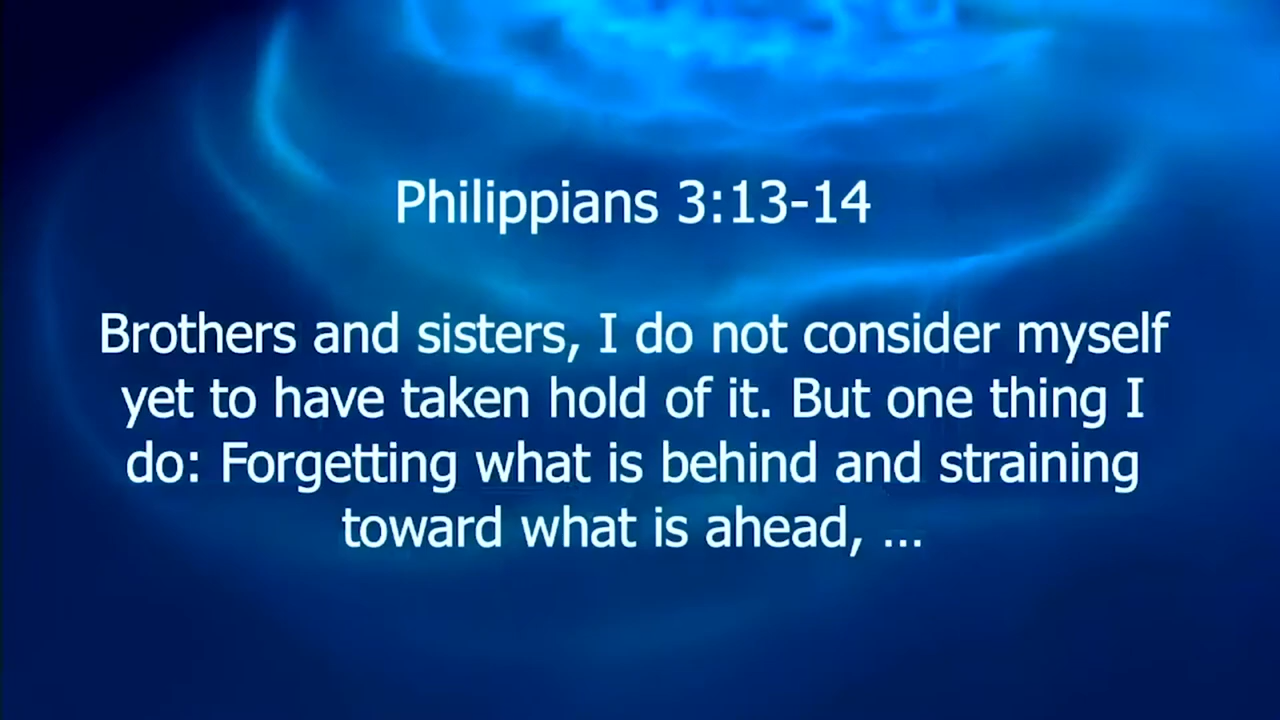 Philippians 3:13-14
Brothers and sisters, I do not consider myself
yet to have taken hold of it. But one thing I
do: Forgetting what is behind and straining
toward what is ahead, ...